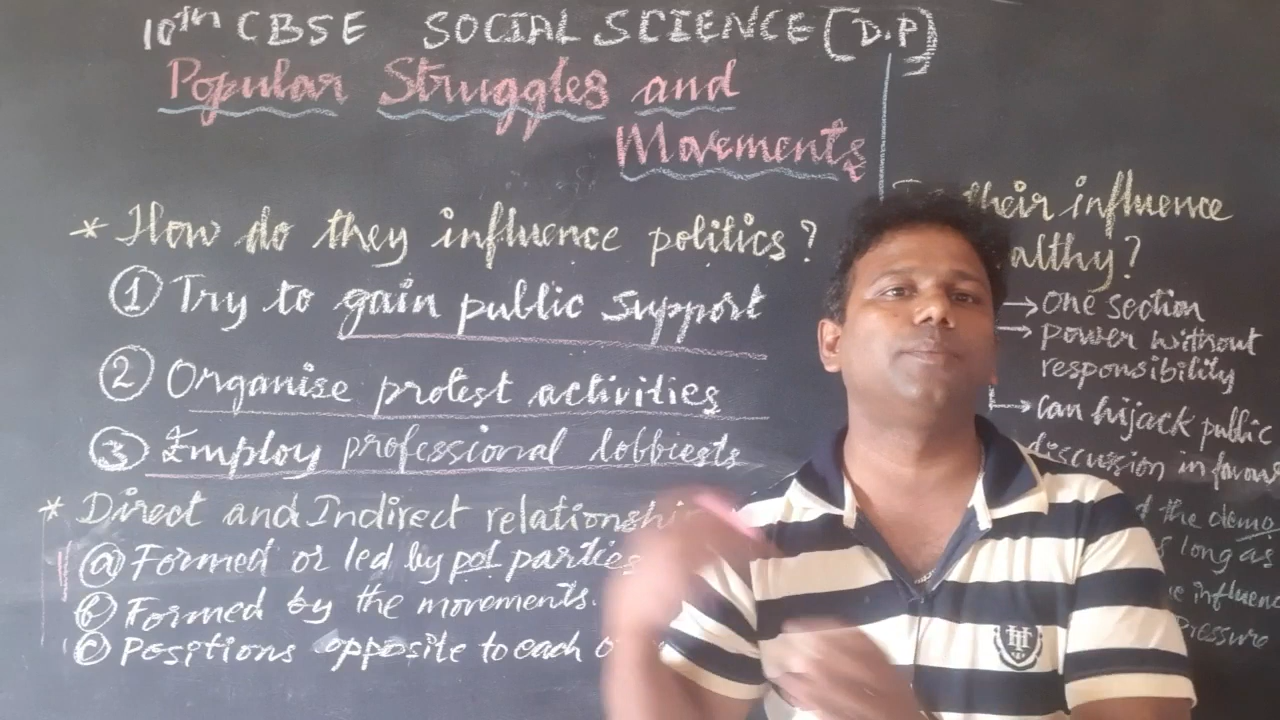 10th CBSE SOCIAL SCIENCE [D.P]
Popular Struggles and
Movements
* How do they influence politics?
① Try to gain public support
② Organise protest activities
③ Employ professional lobbiests
* Direct and Indirect relationshi
ⓐ Formed or led by pol parties
ⓑ Formed by the movements.
ⓒ Positions opposite to each o
their influence
althy?
→ One section
→ power without
responsibility
→ can hijack public
discussion in favour
the demo
long as
influen
Pressure